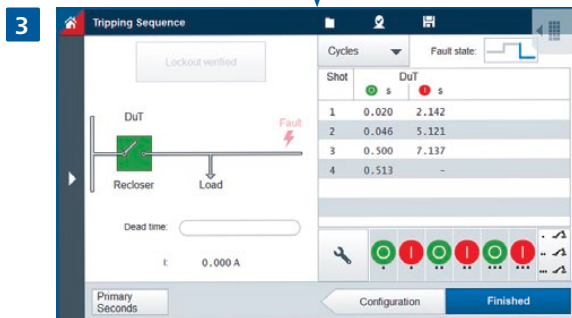 3
Tripping Sequence
Lockout verified
Cycles
Fault state:
Shot DuT
O s I s
1 0.020 2.142
2 0.046 5.121
3 0.500 7.137
4 0.513 -
DuT
Fault
Recloser
Load
Dead time:
I: 0.000 A
O I O I O I
Primary
Seconds
Configuration
Finished